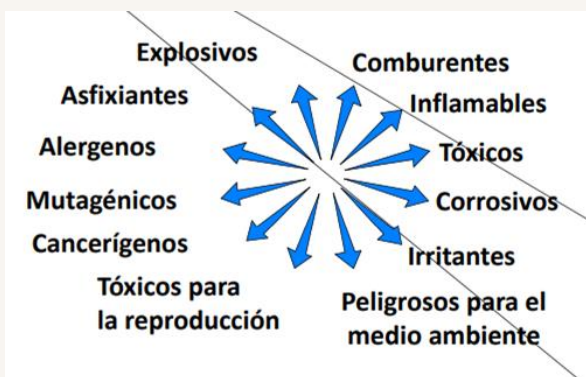 Explosivos
Comburentes
Asfixiantes
Inflamables
Alergenos
Tóxicos
Mutagénicos
Corrosivos
Cancerígenos
Irritantes
Tóxicos para
la reproducción
Peligrosos para el
medio ambiente